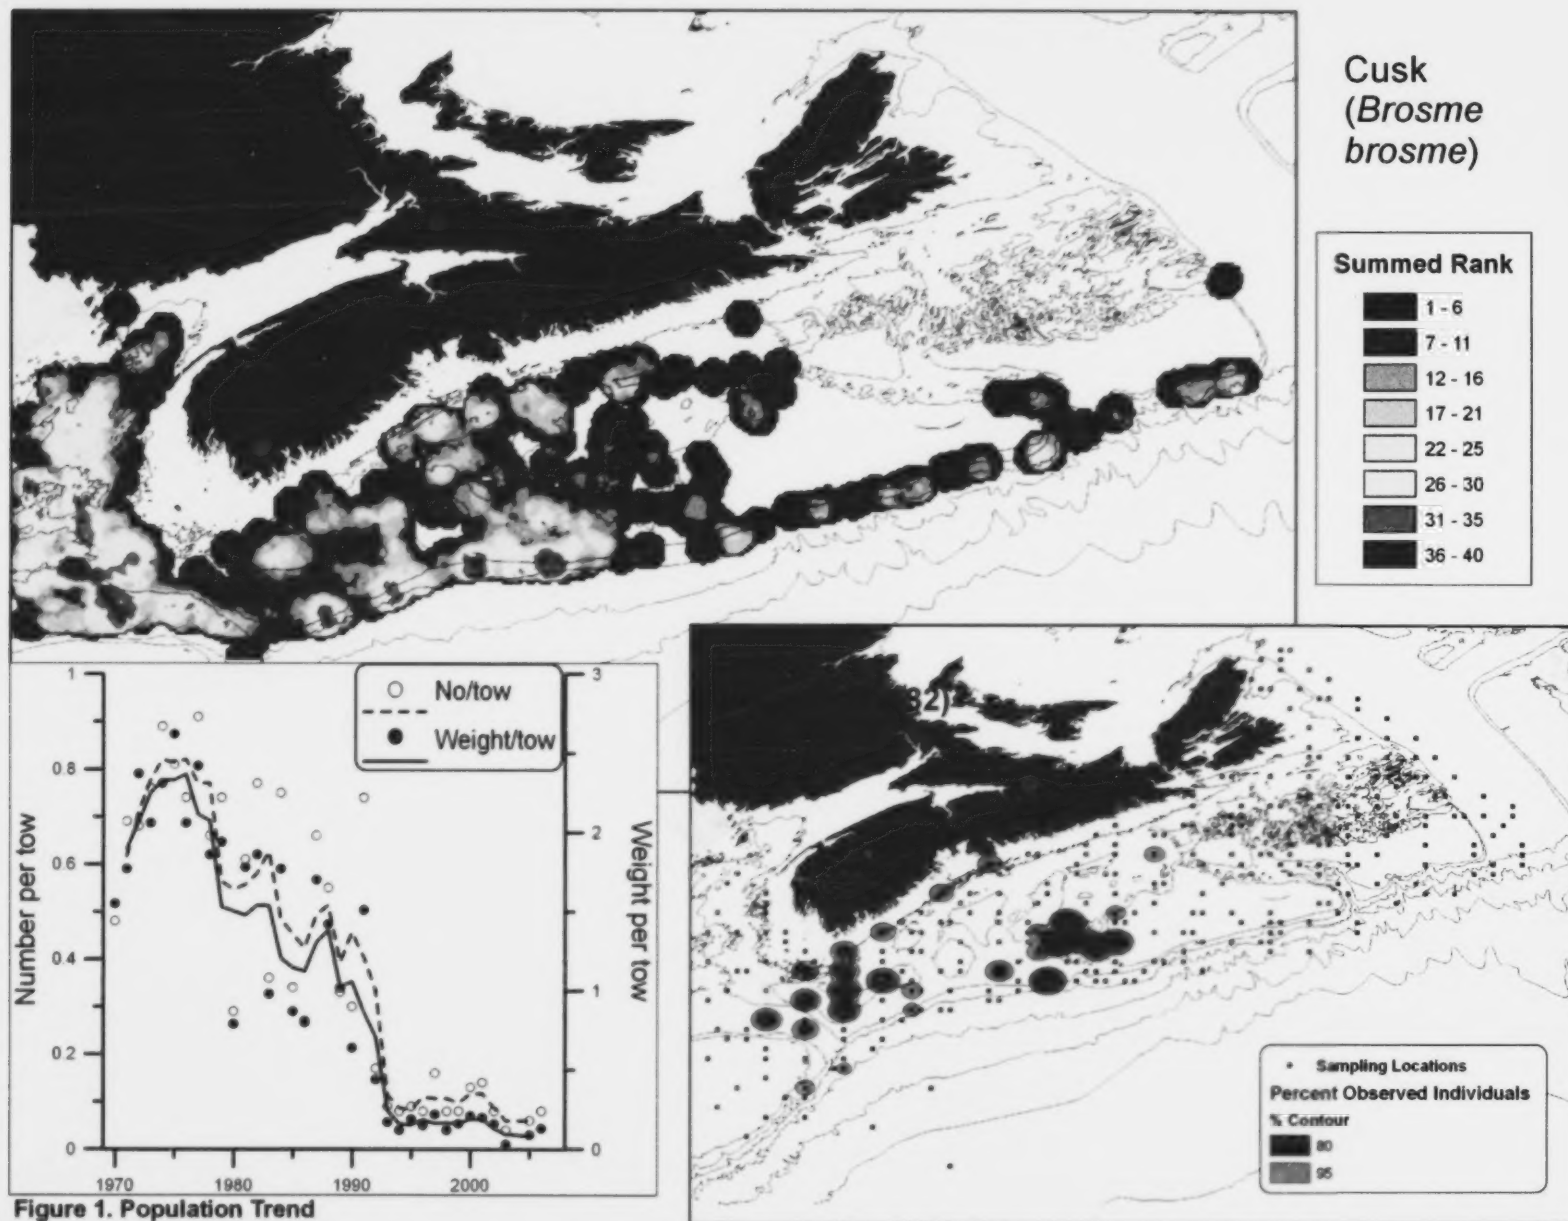 Cusk
(Brosme
brosme)
Summed Rank
1 - 6
7 - 11
12 - 16
17 - 21
22 - 25
26 - 30
31 - 35
36 - 40
1
0.8
0.6
0.4
0.2
0
Number per tow
3
2
1
0
Weight per tow
No/tow
Weight/tow
1970
1980
1990
2000
Figure 1. Population Trend
32)
Sampling Locations
Percent Observed Individuals
% Contour
80
95